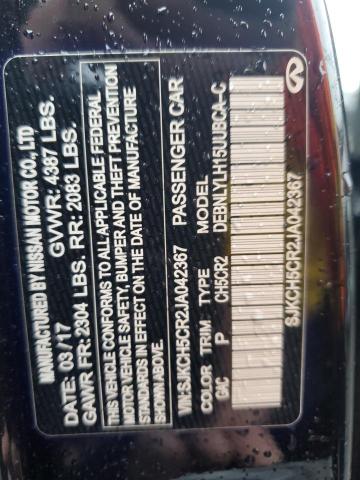 MANUFACTURED BY NISSAN MOTOR CO., LTD
DATE: 03/17 GVWR: 4387 LBS.
GAWR FR: 2304 LBS. RR: 2083 LBS.
THIS VEHICLE CONFORMS TO ALL APPLICABLE FEDERAL
MOTOR VEHICLE SAFETY, BUMPER AND THEFT PREVENTION
STANDARDS IN EFFECT ON THE DATE OF MANUFACTURE
SHOWN ABOVE.
VIN:SJKCH5CR2JA042367 PASSENGER CAR
COLOR TRIM TYPE CH5CR2 DEBNLYLH15UJBCA-C
GAC P
SJKCH5CR2JA042367